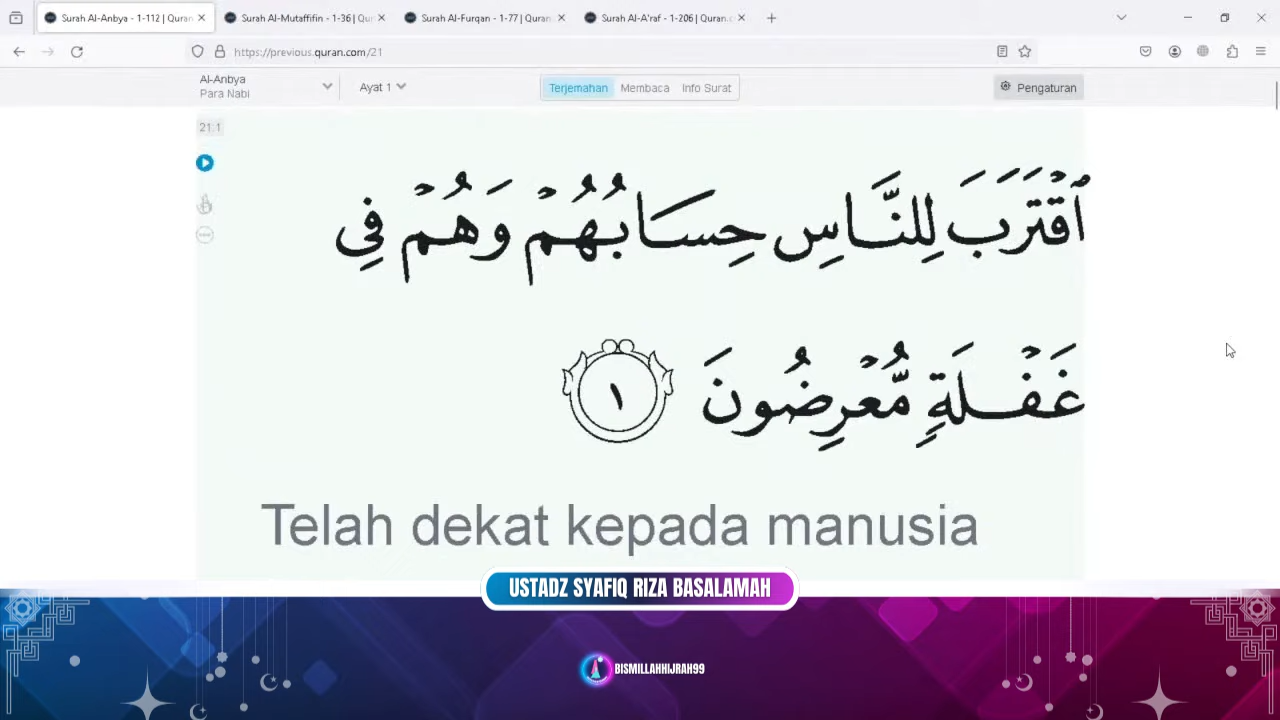 Surah Al-Anbya - 1-112 | Quran
Surah Al-Mutaffifin - 1-36 | Qu
Surah Al-Furqan - 1-77 | Quran
Surah Al-A'raf - 1-206 | Quran.c
https://previous.quran.com/21
Al-Anbya
Para Nabi
Ayat 1
Terjemahan Membaca Info Surat
Pengaturan
21:1
ٱقْتَرَبَ لِلنَّاسِ حِسَابُهُمْ وَهُمْ فِى
غَفْلَةٍ مُّعْرِضُونَ ١
Telah dekat kepada manusia
USTADZ SYAFIQ RIZA BASALAMAH
BISMILLAHHIJRAH99